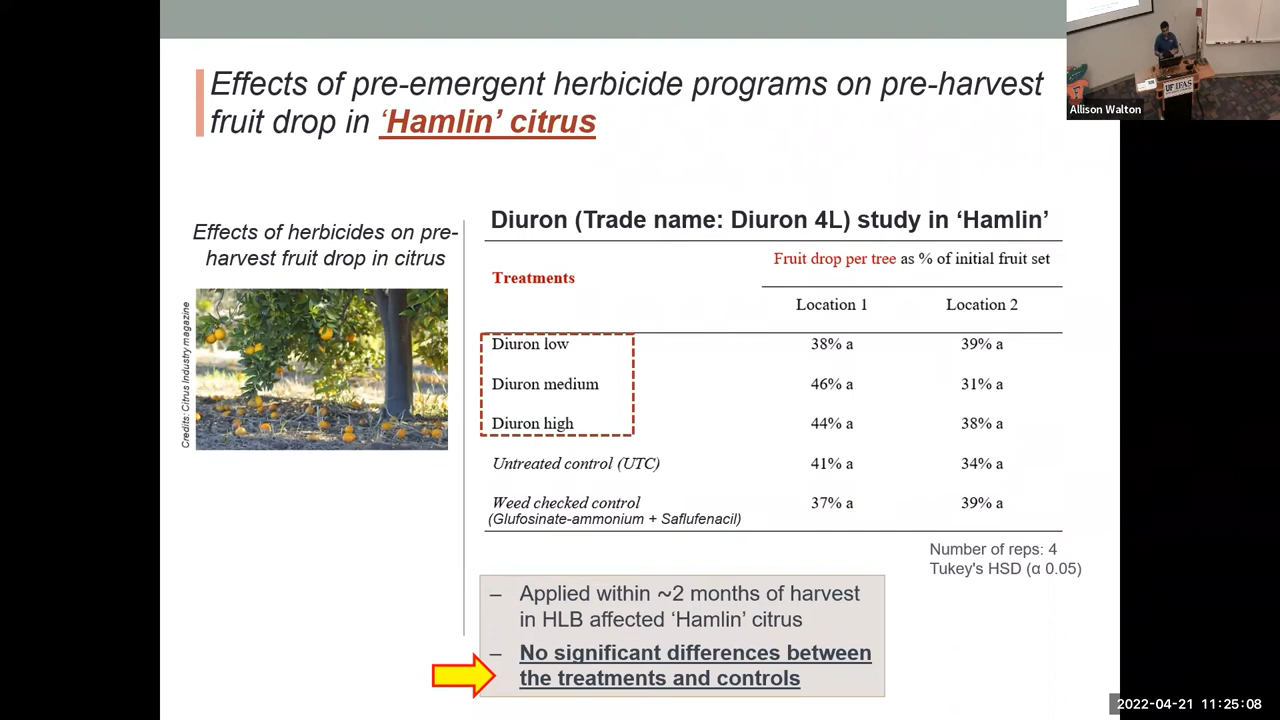 Effects of pre-emergent herbicide programs on pre-harvest
fruit drop in ‘Hamlin’ citrus
UF IFAS
Allison Walton
Effects of herbicides on pre-
harvest fruit drop in citrus
Credits: Citrus Industry magazine
Diuron (Trade name: Diuron 4L) study in ‘Hamlin’
Treatments
Fruit drop per tree as % of initial fruit set
Location 1 Location 2
Diuron low 38% a 39% a
Diuron medium 46% a 31% a
Diuron high 44% a 38% a
Untreated control (UTC) 41% a 34% a
Weed checked control 37% a 39% a
(Glufosinate-ammonium + Saflufenacil)
Number of reps: 4
Tukey's HSD (α 0.05)
– Applied within ~2 months of harvest
in HLB affected ‘Hamlin’ citrus
– No significant differences between
the treatments and controls
2022-04-21 11:25:08